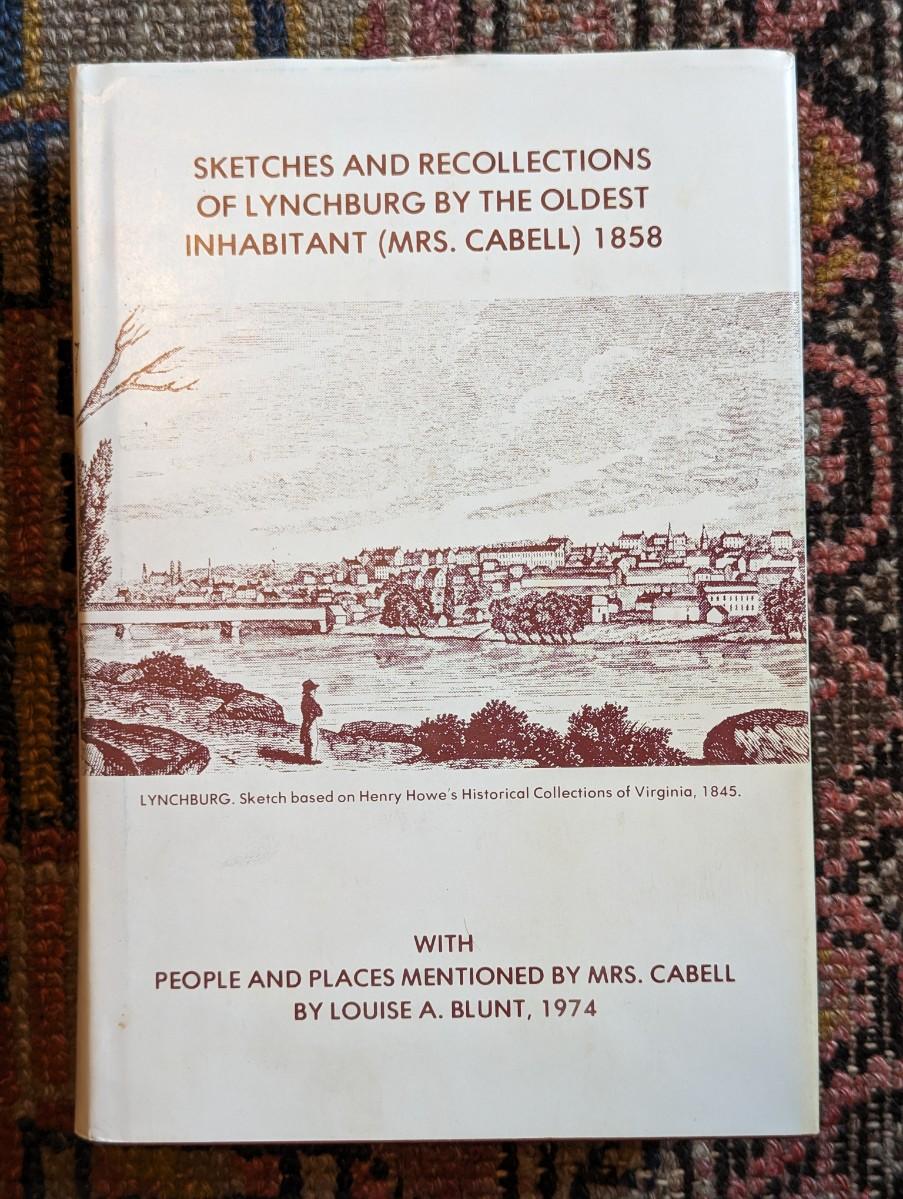 SKETCHES AND RECOLLECTIONS
OF LYNCHBURG BY THE OLDEST
INHABITANT (MRS. CABELL) 1858
LYNCHBURG. Sketch based on Henry Howe's Historical Collections of Virginia, 1845.
WITH
PEOPLE AND PLACES MENTIONED BY MRS. CABELL
BY LOUISE A. BLUNT, 1974